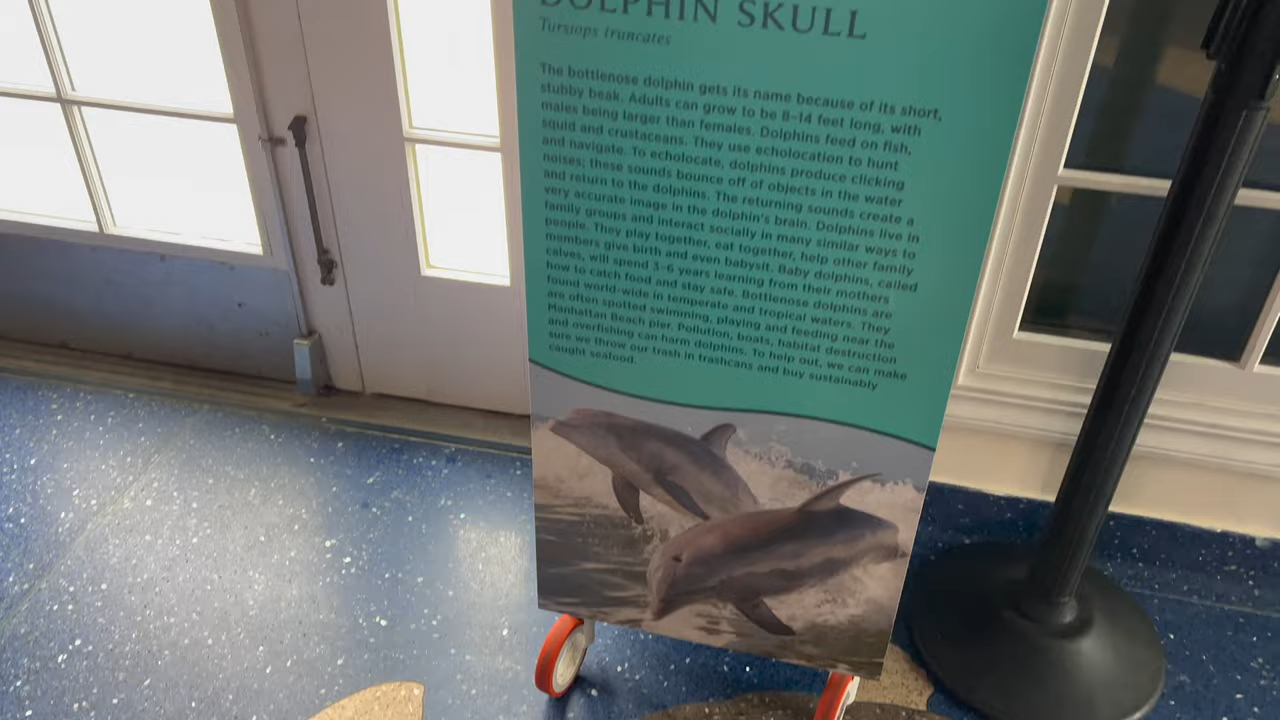 DOLPHIN SKULL
Tursiops truncates
The bottlenose dolphin gets its name because of its short,
stubby beak. Adults can grow to be 8-14 feet long, with
males being larger than females. Dolphins feed on fish,
squid and crustaceans. They use echolocation to hunt
and navigate. To echolocate, dolphins produce clicking
noises; these sounds bounce off of objects in the water
and return to the dolphins. The returning sounds create a
very accurate image in the dolphin's brain. Dolphins live in
family groups and interact socially in many similar ways to
people. They play together, eat together, help other family
members give birth and even babysit. Baby dolphins, called
calves, will spend 3-6 years learning from their mothers
how to catch food and stay safe. Bottlenose dolphins are
found world-wide in temperate and tropical waters. They
are often spotted swimming, playing and feeding near the
Manhattan Beach pier. Pollution, boats, habitat destruction
and overfishing can harm dolphins. To help out, we can make
sure we throw our trash in trashcans and buy sustainably
caught seafood.